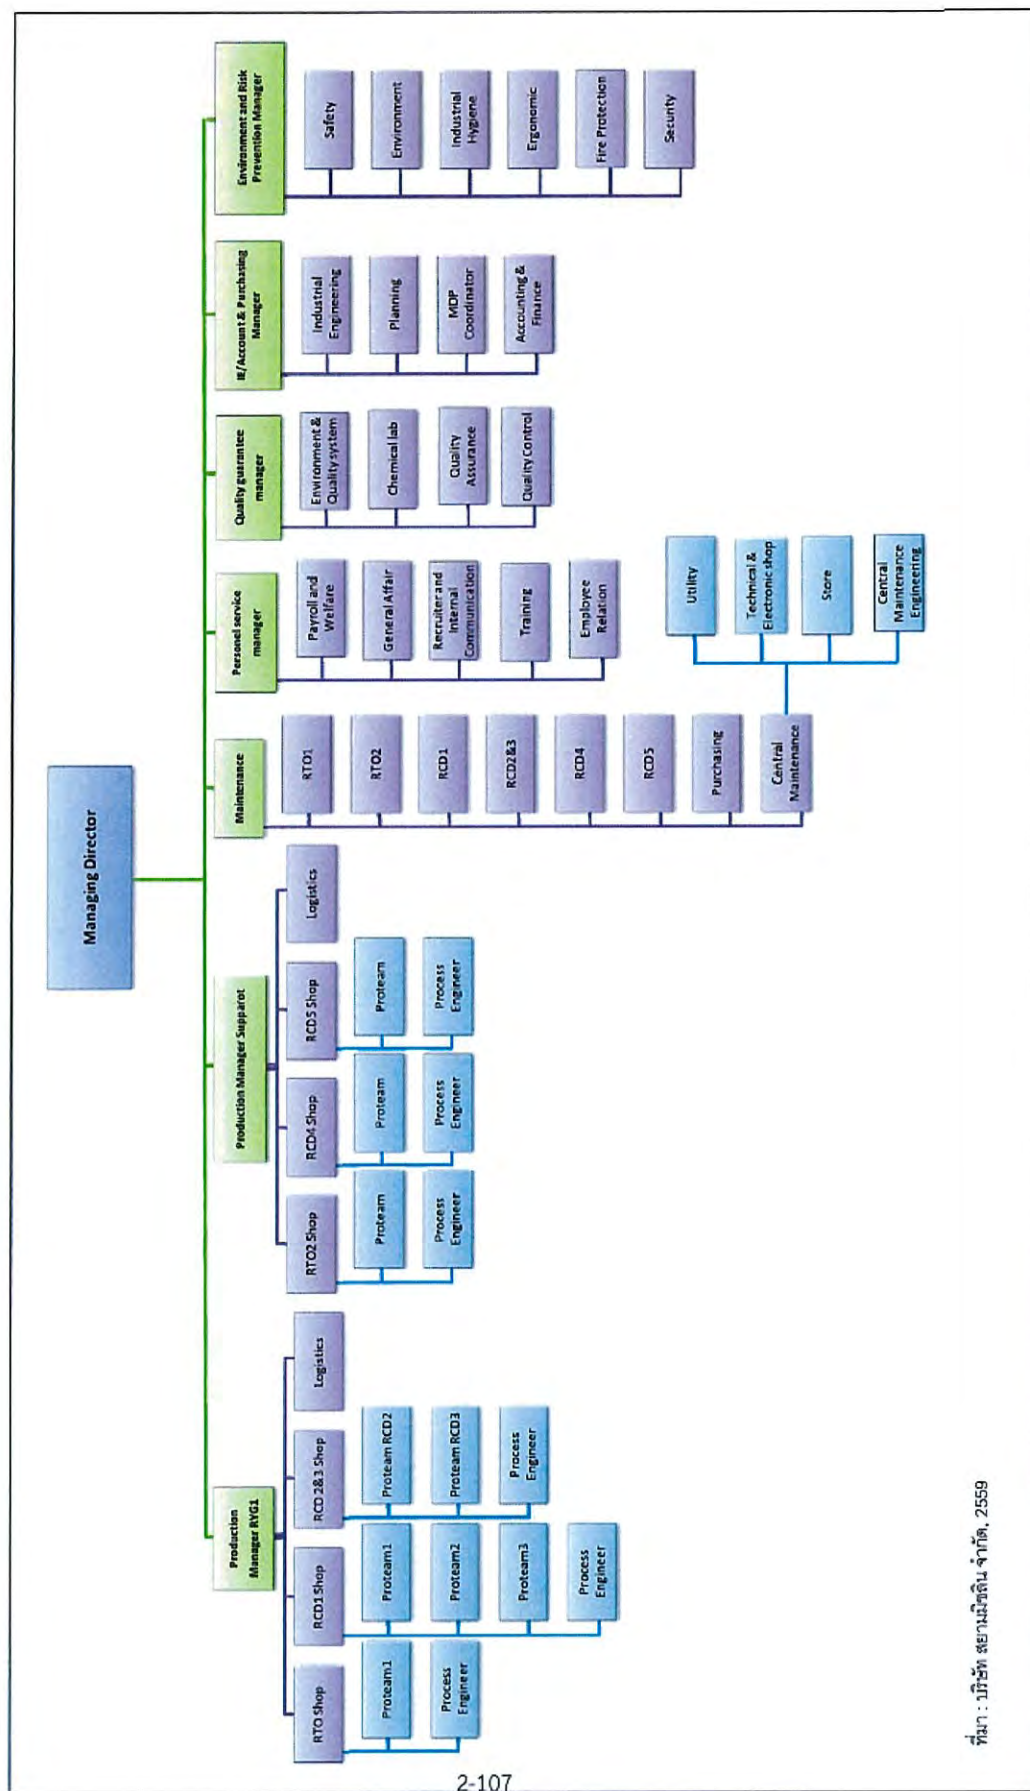 Managing Director
Production
Manager RYG1
RTO Shop
Proteam1
Process
Engineer
RCD1 Shop
Proteam1
Proteam2
Proteam3
Process
Engineer
RCD 2&3 Shop
Proteam RCD2
Proteam RCD3
Process
Engineer
Logistics
Production Manager Supparot
RTO2 Shop
Proteam
Process
Engineer
RCD4 Shop
Proteam
Process
Engineer
RCD5 Shop
Proteam
Process
Engineer
Logistics
Maintenance
RTO1
RTO2
RCD1
RCD2&3
RCD4
RCD5
Purchasing
Central
Maintenance
Utility
Technical &
Electronic shop
Store
Central
Maintenance
Engineering
Personel service
manager
Payroll and
Welfare
General Affair
Recruiter and
Internal
Communication
Training
Employee
Relation
Quality guarantee
manager
Environment &
Quality system
Chemical lab
Quality
Assurance
Quality Control
IE/Account & Purchasing
Manager
Industrial
Engineering
Planning
MDP
Coordinator
Accounting &
Finance
Environment and Risk
Prevention Manager
Safety
Environment
Industrial
Hygiene
Ergonomic
Fire Protection
Security
ที่มา : บริษัท สยามมิชลิน จำกัด, 2559
2-107